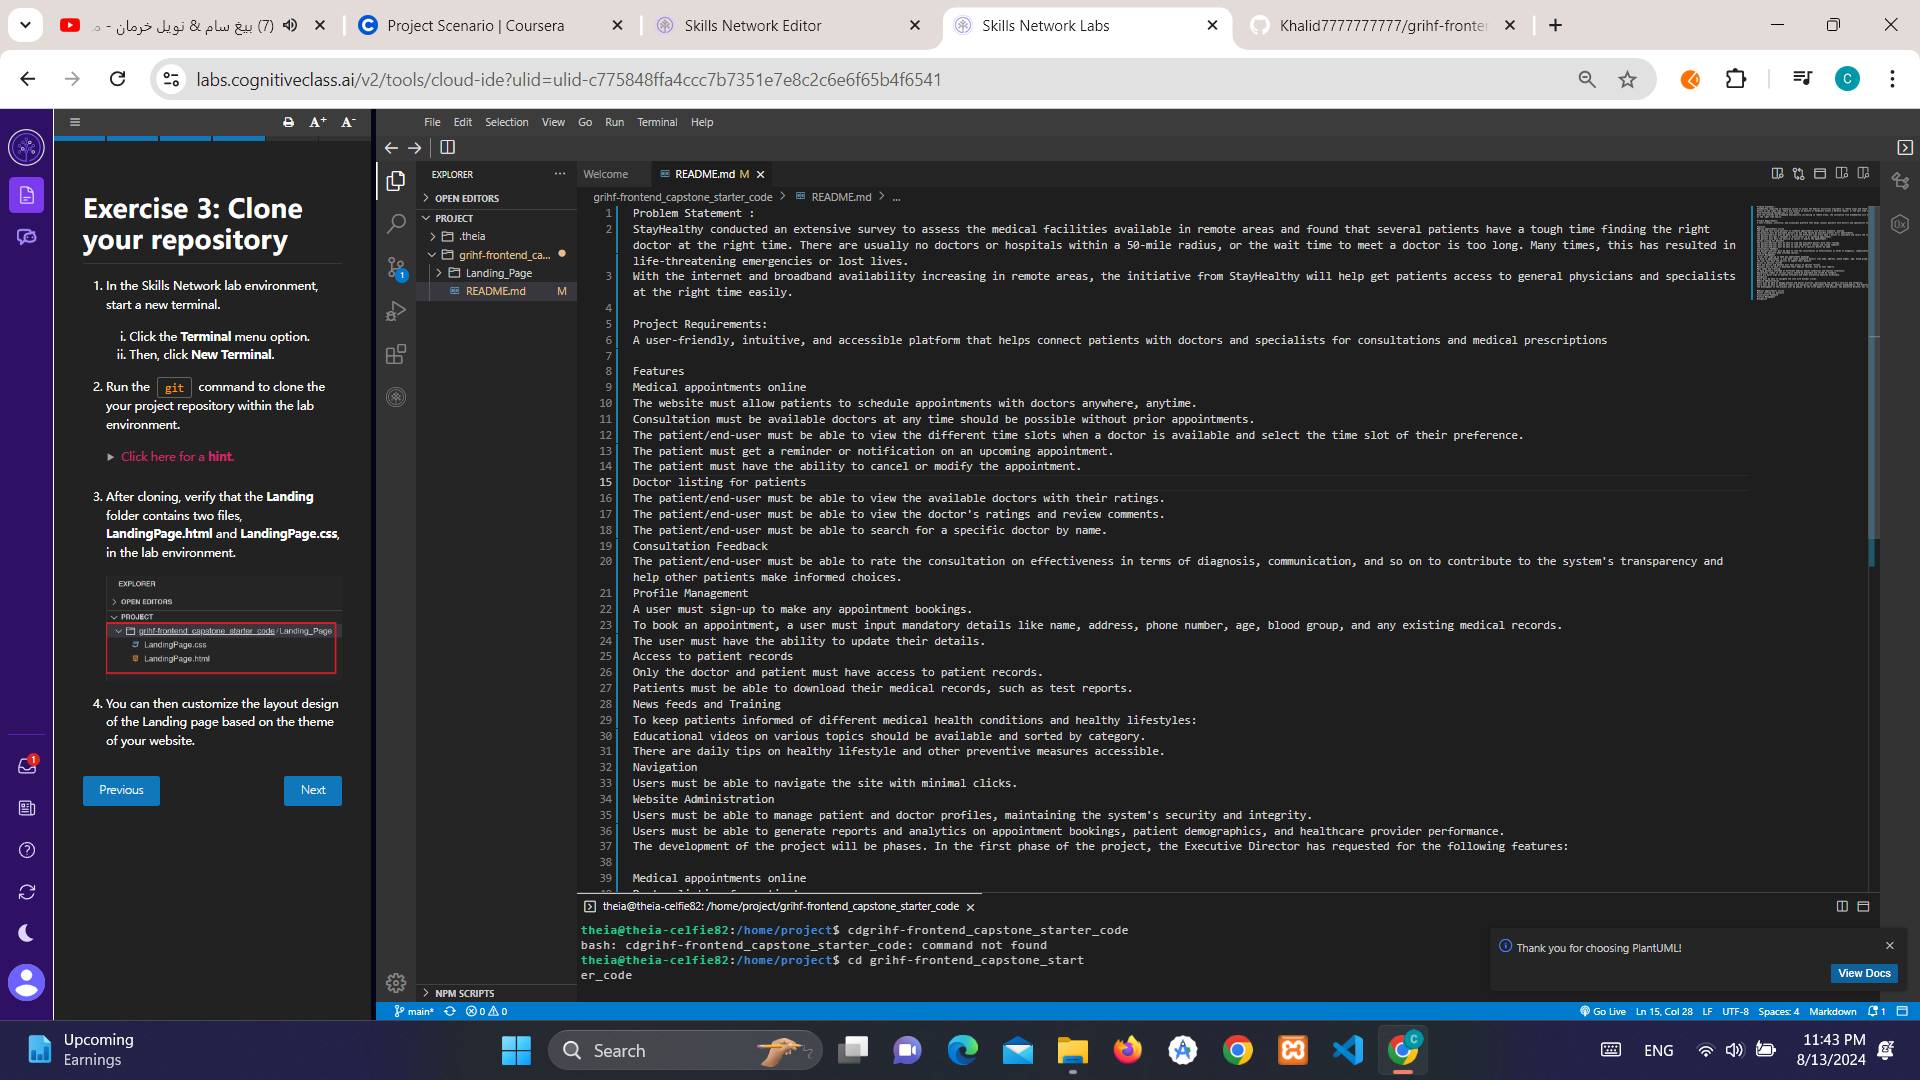 (7) بيغ سام & نويل خرمان - م
Project Scenario | Coursera
Skills Network Editor
Skills Network Labs
Khalid7777777777/grihf-fronte
labs.cognitiveclass.ai/v2/tools/cloud-ide?ulid=ulid-c775848ffa4ccc7b7351e7e8c2c6e6f65b4f6541
C
A+ A-
File Edit Selection View Go Run Terminal Help
Exercise 3: Clone
your repository
1. In the Skills Network lab environment,
start a new terminal.
i. Click the Terminal menu option.
ii. Then, click New Terminal.
2. Run the git command to clone the
your project repository within the lab
environment.
Click here for a hint.
3. After cloning, verify that the Landing
folder contains two files,
LandingPage.html and LandingPage.css,
in the lab environment.
EXPLORER
OPEN EDITORS
PROJECT
grihf-frontend_capstone_starter_code / Landing_Page
LandingPage.css
LandingPage.html
4. You can then customize the layout design
of the Landing page based on the theme
of your website.
Previous
Next
1
1
EXPLORER ...
OPEN EDITORS
PROJECT
.theia
grihf-frontend_ca...
Landing_Page
README.md M
NPM SCRIPTS
Welcome
README.md M
grihf-frontend_capstone_starter_code > README.md > ...
1 Problem Statement :
2 StayHealthy conducted an extensive survey to assess the medical facilities available in remote areas and found that several patients have a tough time finding the right
doctor at the right time. There are usually no doctors or hospitals within a 50-mile radius, or the wait time to meet a doctor is too long. Many times, this has resulted in
life-threatening emergencies or lost lives.
3 With the internet and broadband availability increasing in remote areas, the initiative from StayHealthy will help get patients access to general physicians and specialists
at the right time easily.
4
5 Project Requirements:
6 A user-friendly, intuitive, and accessible platform that helps connect patients with doctors and specialists for consultations and medical prescriptions
7
8 Features
9 Medical appointments online
10 The website must allow patients to schedule appointments with doctors anywhere, anytime.
11 Consultation must be available doctors at any time should be possible without prior appointments.
12 The patient/end-user must be able to view the different time slots when a doctor is available and select the time slot of their preference.
13 The patient must get a reminder or notification on an upcoming appointment.
14 The patient must have the ability to cancel or modify the appointment.
15 Doctor listing for patients
16 The patient/end-user must be able to view the available doctors with their ratings.
17 The patient/end-user must be able to view the doctor's ratings and review comments.
18 The patient/end-user must be able to search for a specific doctor by name.
19 Consultation Feedback
20 The patient/end-user must be able to rate the consultation on effectiveness in terms of diagnosis, communication, and so on to contribute to the system's transparency and
help other patients make informed choices.
21 Profile Management
22 A user must sign-up to make any appointment bookings.
23 To book an appointment, a user must input mandatory details like name, address, phone number, age, blood group, and any existing medical records.
24 The user must have the ability to update their details.
25 Access to patient records
26 Only the doctor and patient must have access to patient records.
27 Patients must be able to download their medical records, such as test reports.
28 News feeds and Training
29 To keep patients informed of different medical health conditions and healthy lifestyles:
30 Educational videos on various topics should be available and sorted by category.
31 There are daily tips on healthy lifestyle and other preventive measures accessible.
32 Navigation
33 Users must be able to navigate the site with minimal clicks.
34 Website Administration
35 Users must be able to manage patient and doctor profiles, maintaining the system's security and integrity.
36 Users must be able to generate reports and analytics on appointment bookings, patient demographics, and healthcare provider performance.
37 The development of the project will be phases. In the first phase of the project, the Executive Director has requested for the following features:
38
39 Medical appointments online
theia@theia-celfie82: /home/project/grihf-frontend_capstone_starter_code
theia@theia-celfie82:/home/project$ cdgrihf-frontend_capstone_starter_code
bash: cdgrihf-frontend_capstone_starter_code: command not found
theia@theia-celfie82:/home/project$ cd grihf-frontend_capstone_start
er_code
Thank you for choosing PlantUML!
View Docs
0x
main* 0 0
Go Live Ln 15, Col 28 LF UTF-8 Spaces: 4 Markdown 1
Upcoming
Earnings
Search
C
ENG
11:43 PM
8/13/2024